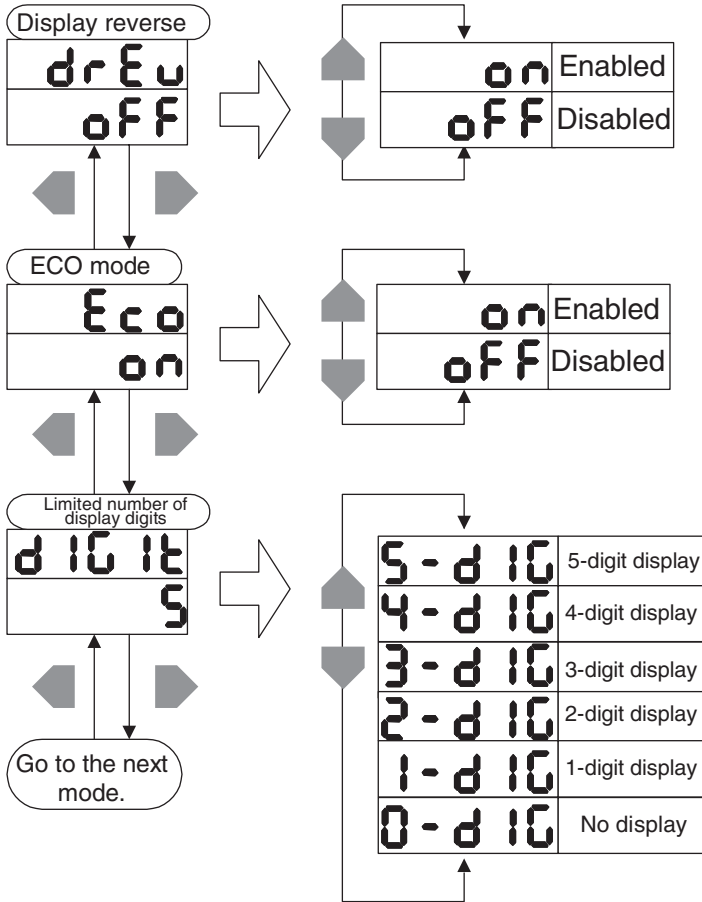 Display reverse
drEv
oFF
on Enabled
oFF Disabled
ECO mode
Eco
on
on Enabled
oFF Disabled
Limited number of
display digits
dIGIt
5
5-dIG 5-digit display
4-dIG 4-digit display
3-dIG 3-digit display
2-dIG 2-digit display
1-dIG 1-digit display
0-dIG No display
Go to the next
mode.